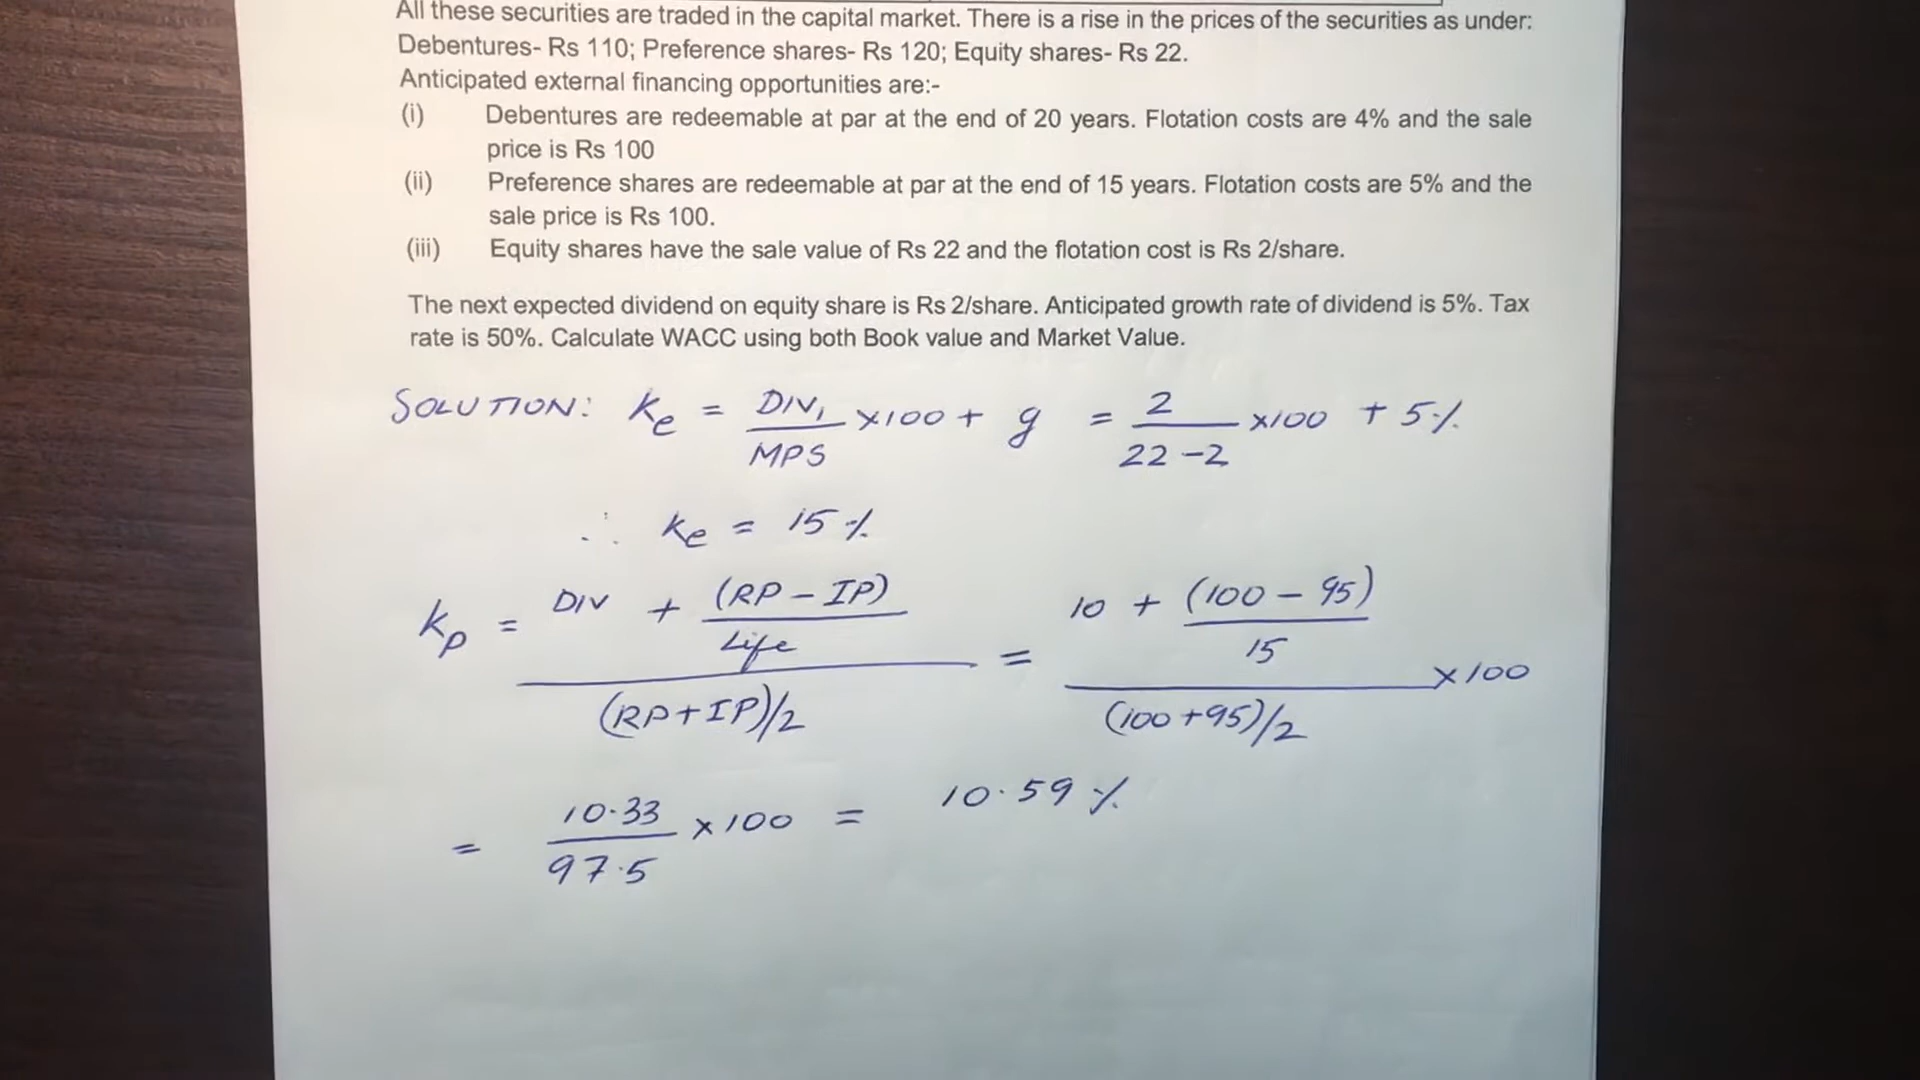 All these securities are traded in the capital market. There is a rise in the prices of the securities as under:
Debentures- Rs 110; Preference shares- Rs 120; Equity shares- Rs 22.
Anticipated external financing opportunities are:-
(i) Debentures are redeemable at par at the end of 20 years. Flotation costs are 4% and the sale
price is Rs 100
(ii) Preference shares are redeemable at par at the end of 15 years. Flotation costs are 5% and the
sale price is Rs 100.
(iii) Equity shares have the sale value of Rs 22 and the flotation cost is Rs 2/share.
The next expected dividend on equity share is Rs 2/share. Anticipated growth rate of dividend is 5%. Tax
rate is 50%. Calculate WACC using both Book value and Market Value.
SOLUTION: Ke = DIV₁ / MPS ×100 + g = 2 / 22-2 ×100 + 5%
∴ Ke = 15%
Kp = DIV + (RP - IP) / Life / (RP+IP)/2 = 10 + (100 - 95) / 15 / (100+95)/2 ×100
= 10.33 / 97.5 ×100 = 10.59%